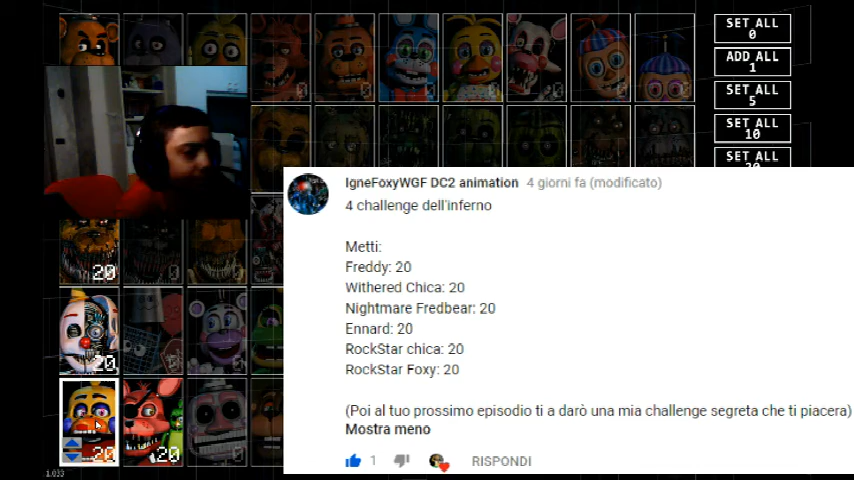 SET ALL
0
ADD ALL
1
SET ALL
5
SET ALL
10
SET ALL
IgneFoxyWGF DC2 animation 4 giorni fa (modificato)
4 challenge dell'inferno
Metti:
Freddy: 20
Withered Chica: 20
Nightmare Fredbear: 20
Ennard: 20
RockStar chica: 20
RockStar Foxy: 20
(Poi al tuo prossimo episodio ti a darò una mia challenge segreta che ti piacera)
Mostra meno
1 RISPONDI
20
20
20 20
1.033